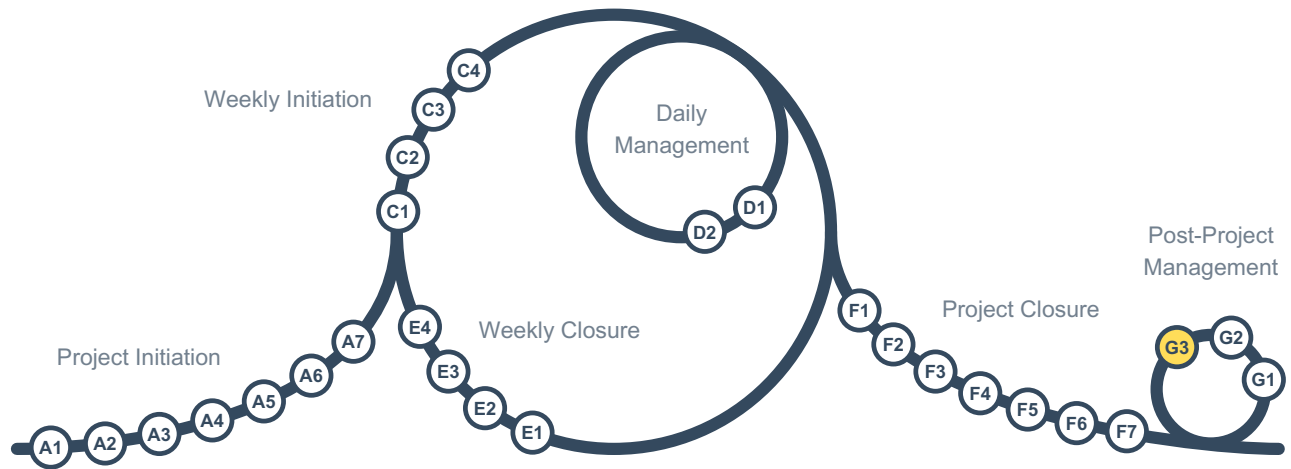 Weekly Initiation
C4
C3
C2
C1
Daily
Management
D1
D2
Post-Project
Management
Project Initiation
A1
A2
A3
A4
A5
A6
A7
Weekly Closure
E4
E3
E2
E1
Project Closure
F1
F2
F3
F4
F5
F6
F7
G3
G2
G1